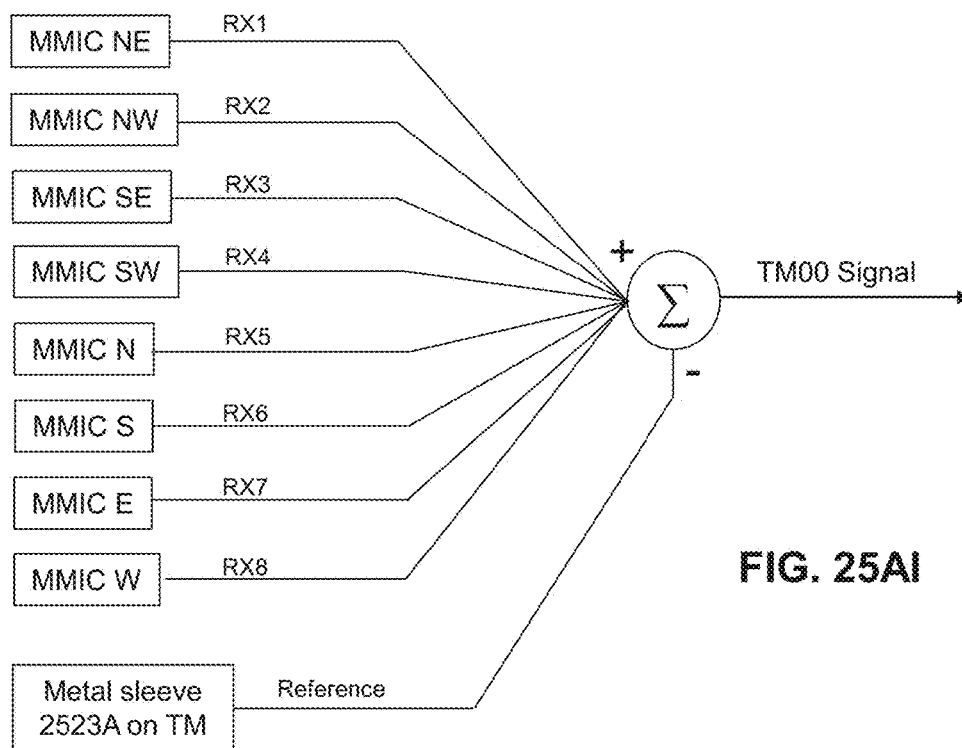 MMIC NE
RX1
MMIC NW
RX2
MMIC SE
RX3
MMIC SW
RX4
MMIC N
RX5
MMIC S
RX6
MMIC E
RX7
MMIC W
RX8
Metal sleeve
2523A on TM
Reference
+
Σ
-
TM00 Signal
FIG. 25AI